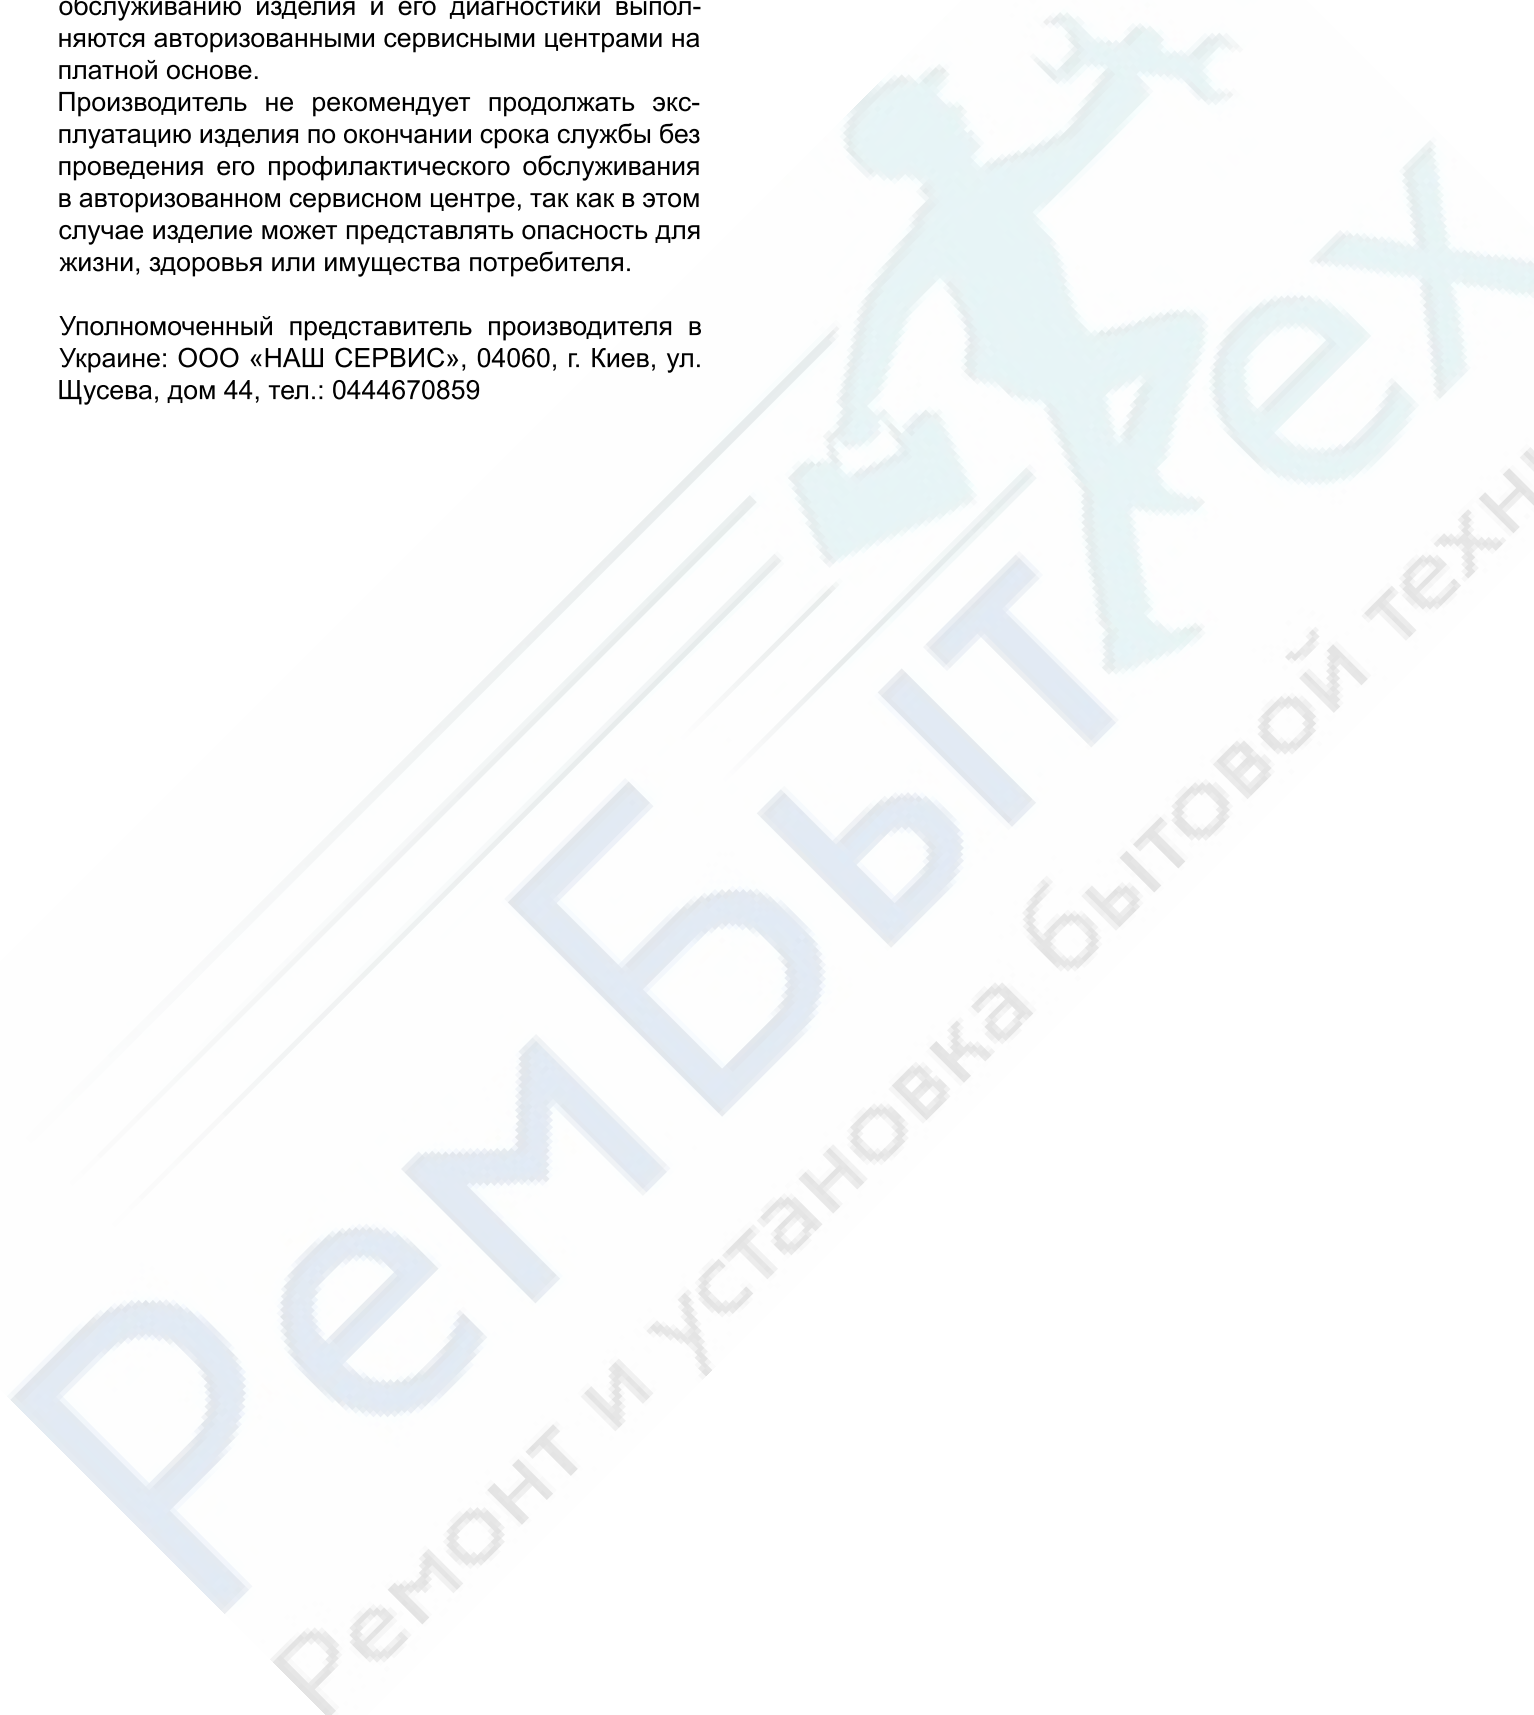 обслуживанию изделия и его диагностики выпол-
няются авторизованными сервисными центрами на
платной основе.
Производитель не рекомендует продолжать экс-
плуатацию изделия по окончании срока службы без
проведения его профилактического обслуживания
в авторизованном сервисном центре, так как в этом
случае изделие может представлять опасность для
жизни, здоровья или имущества потребителя.
Уполномоченный представитель производителя в
Украине: ООО «НАШ СЕРВИС», 04060, г. Киев, ул.
Щусева, дом 44, тел.: 0444670859
РемБытТех
Ремонт и установка бытовой